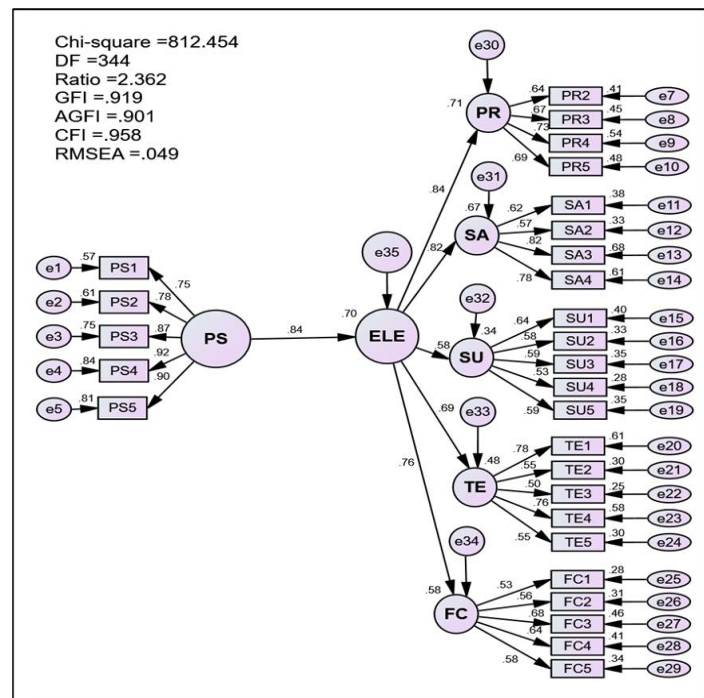 Chi-square =812.454
DF =344
Ratio =2.362
GFI =.919
AGFI =.901
CFI =.958
RMSEA =.049
e30
.71
PR
.64
PR2
.41
e7
.67
PR3
.45
e8
.73
PR4
.54
e9
.69
PR5
.48
e10
.84
e31
.67
SA
.62
SA1
.38
e11
.57
SA2
.33
e12
.82
SA3
.68
e13
.78
SA4
.61
e14
.82
e35
.70
ELE
e1
.57
PS1
.75
e2
.61
PS2
.78
e3
.75
PS3
.87
e4
.84
PS4
.92
e5
.81
PS5
.90
PS
.84
e32
.34
SU
.58
.64
SU1
.40
e15
.58
SU2
.33
e16
.59
SU3
.35
e17
.53
SU4
.28
e18
.59
SU5
.35
e19
.69
e33
.48
TE
.78
TE1
.61
e20
.55
TE2
.30
e21
.50
TE3
.25
e22
.76
TE4
.58
e23
.55
TE5
.30
e24
.76
e34
.58
FC
.53
FC1
.28
e25
.56
FC2
.31
e26
.68
FC3
.46
e27
.64
FC4
.41
e28
.58
FC5
.34
e29